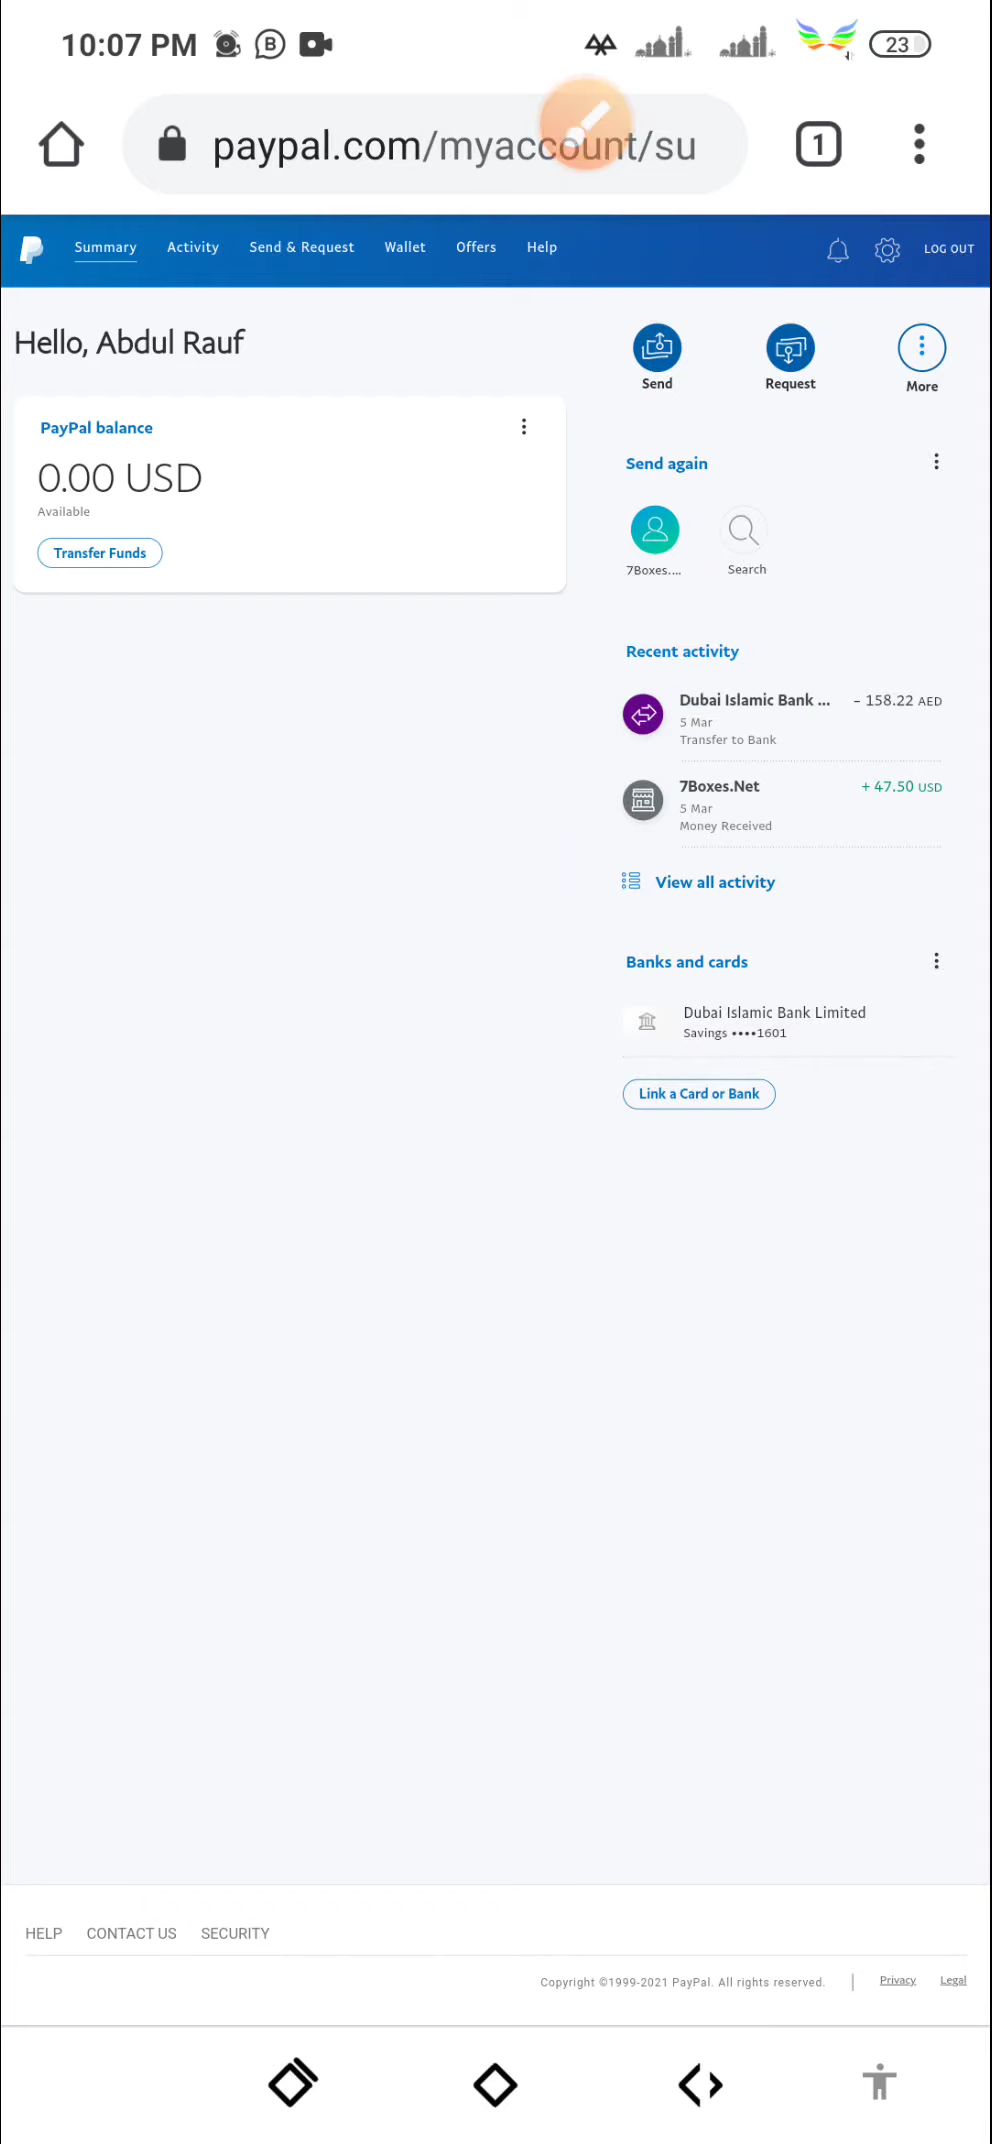 10:07 PM
B
23
paypal.com/myaccount/su
1
Summary Activity Send & Request Wallet Offers Help LOG OUT
Hello, Abdul Rauf
Send Request More
PayPal balance
0.00 USD
Available
Transfer Funds
Send again
7Boxes.... Search
Recent activity
Dubai Islamic Bank ... - 158.22 AED
5 Mar
Transfer to Bank
7Boxes.Net + 47.50 USD
5 Mar
Money Received
View all activity
Banks and cards
Dubai Islamic Bank Limited
Savings ••••1601
Link a Card or Bank
HELP CONTACT US SECURITY
Copyright ©1999-2021 PayPal. All rights reserved. | Privacy Legal